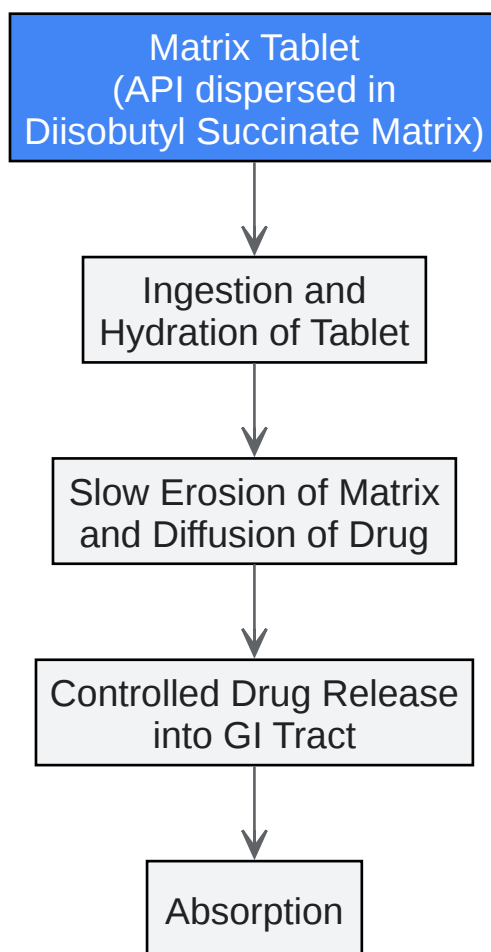 Matrix Tablet
(API dispersed in
Diisobutyl Succinate Matrix)
Ingestion and
Hydration of Tablet
Slow Erosion of Matrix
and Diffusion of Drug
Controlled Drug Release
into GI Tract
Absorption